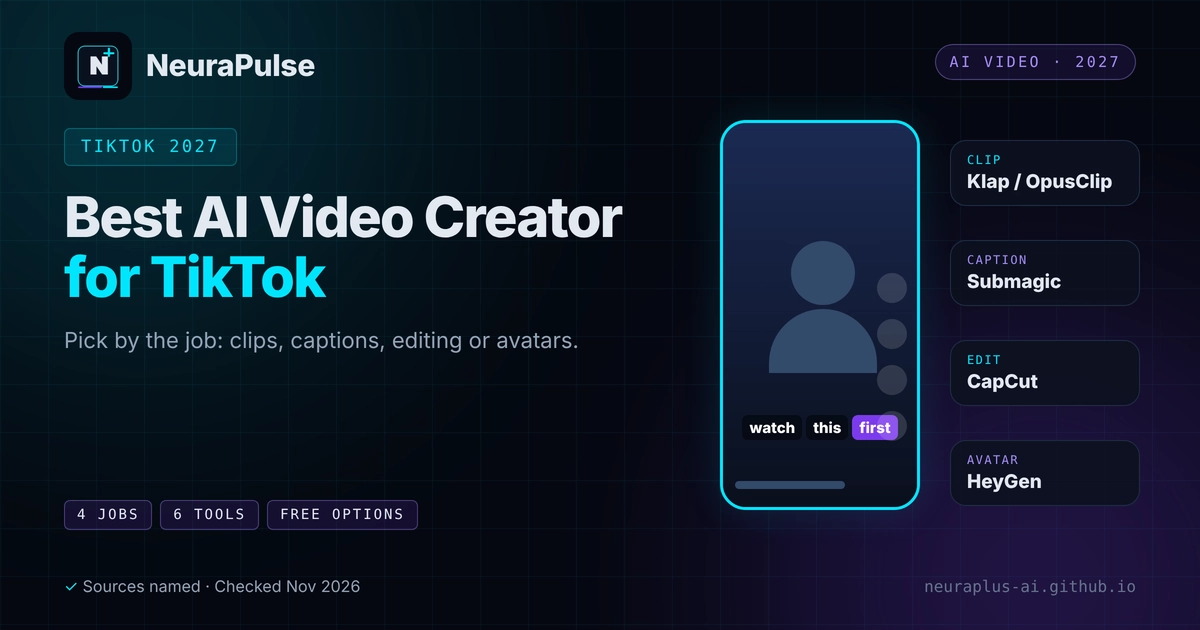 N
NeuraPulse
AI VIDEO · 2027
TIKTOK 2027
Best AI Video Creator
for TikTok
Pick by the job: clips, captions, editing or avatars.
4 JOBS
6 TOOLS
FREE OPTIONS
✓ Sources named · Checked Nov 2026
watch this first
CLIP
Klap / OpusClip
CAPTION
Submagic
EDIT
CapCut
AVATAR
HeyGen
neuraplus-ai.github.io